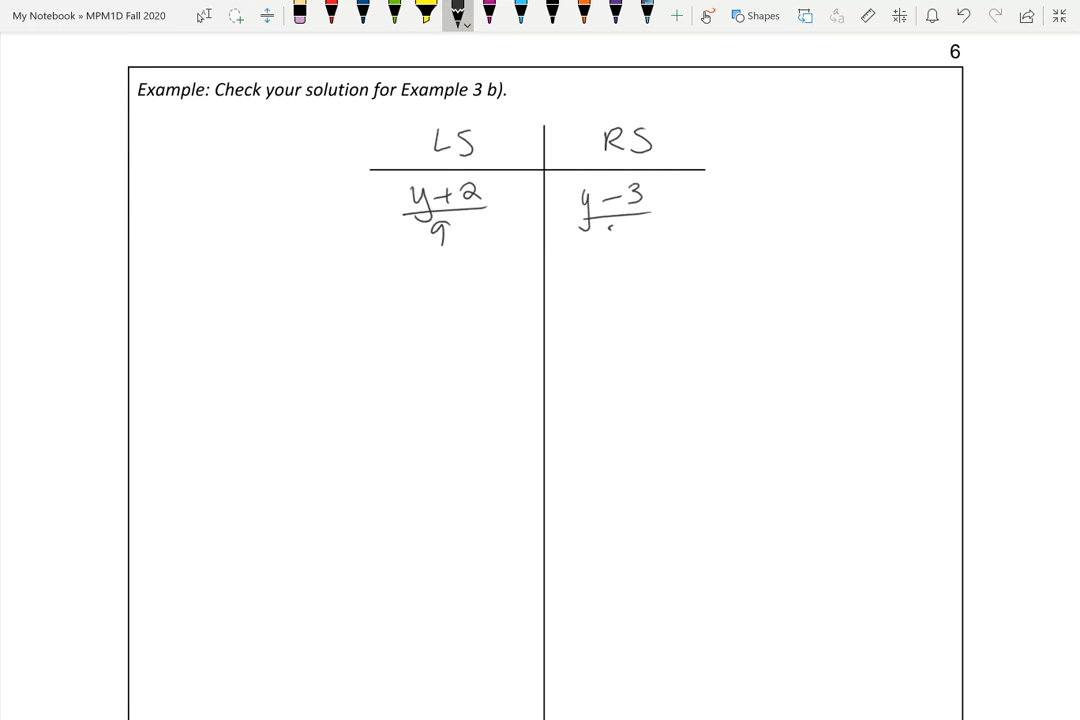 My Notebook » MPM1D Fall 2020
Shapes
6
Example: Check your solution for Example 3 b).
LS RS
y+2 y-3
9